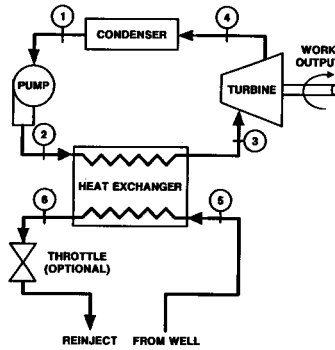 1
4
CONDENSER
WORK
OUTPUT
PUMP
TURBINE
2
3
HEAT EXCHANGER
6
5
THROTTLE
(OPTIONAL)
REINJECT
FROM WELL